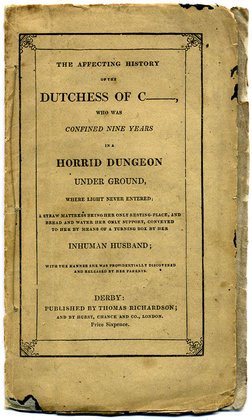 THE AFFECTING HISTORY
OF THE
DUTCHESS OF C——,
WHO WAS
CONFINED NINE YEARS
IN A
HORRID DUNGEON
UNDER GROUND,
WHERE LIGHT NEVER ENTERED;
A STRAW MATTRESS BEING HER ONLY RESTING-PLACE, AND
BREAD AND WATER HER ONLY SUPPORT, CONVEYED
TO HER BY MEANS OF A TURNING BOX BY HER
INHUMAN HUSBAND;
WITH THE MANNER SHE WAS PROVIDENTIALLY DISCOVERED
AND RELEASED BY HER PARENTS.
DERBY:
PUBLISHED BY THOMAS RICHARDSON;
AND BY HURST, CHANCE AND CO., LONDON.
Price Sixpence.